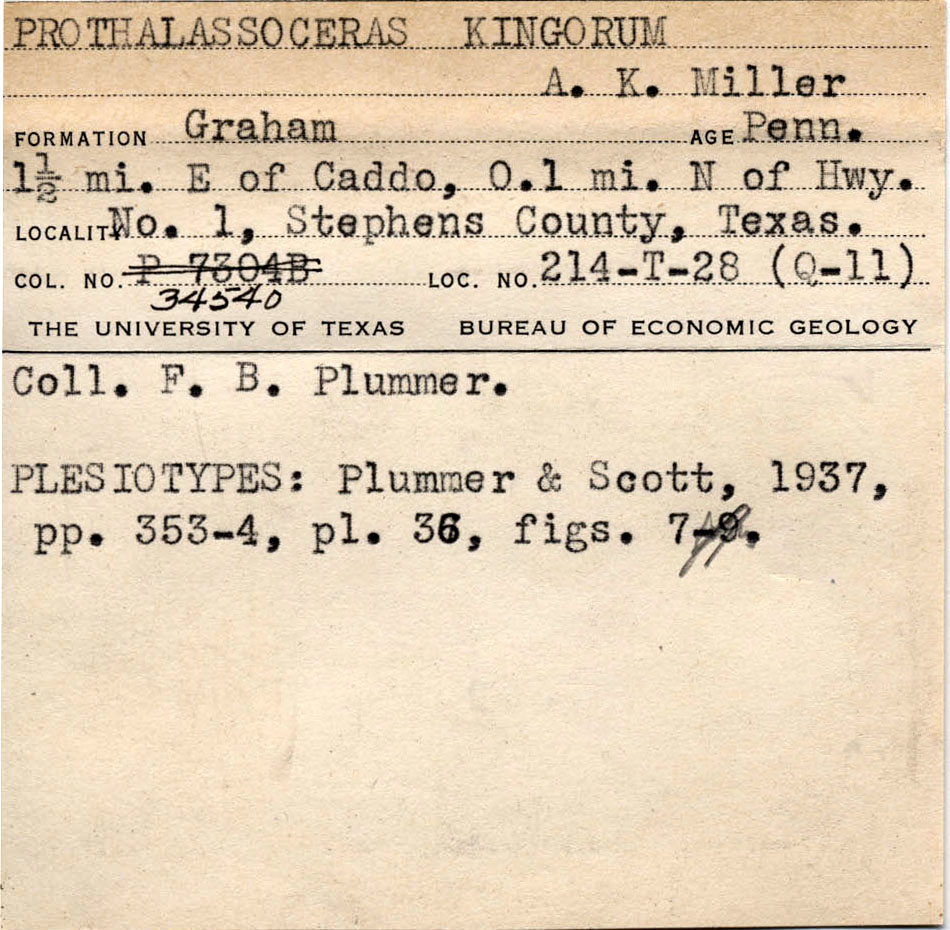 PROTHALASSOCERAS KINGORUM
A. K. Miller
FORMATION Graham AGE Penn.
1½ mi. E of Caddo, 0.1 mi. N of Hwy.
LOCALITY No. 1, Stephens County, Texas.
COL. NO. P 7304B LOC. NO. 214-T-28 (Q-11)
34540
THE UNIVERSITY OF TEXAS BUREAU OF ECONOMIC GEOLOGY
Coll. F. B. Plummer.
PLESIOTYPES: Plummer & Scott, 1937,
pp. 353-4, pl. 36, figs. 7-9.